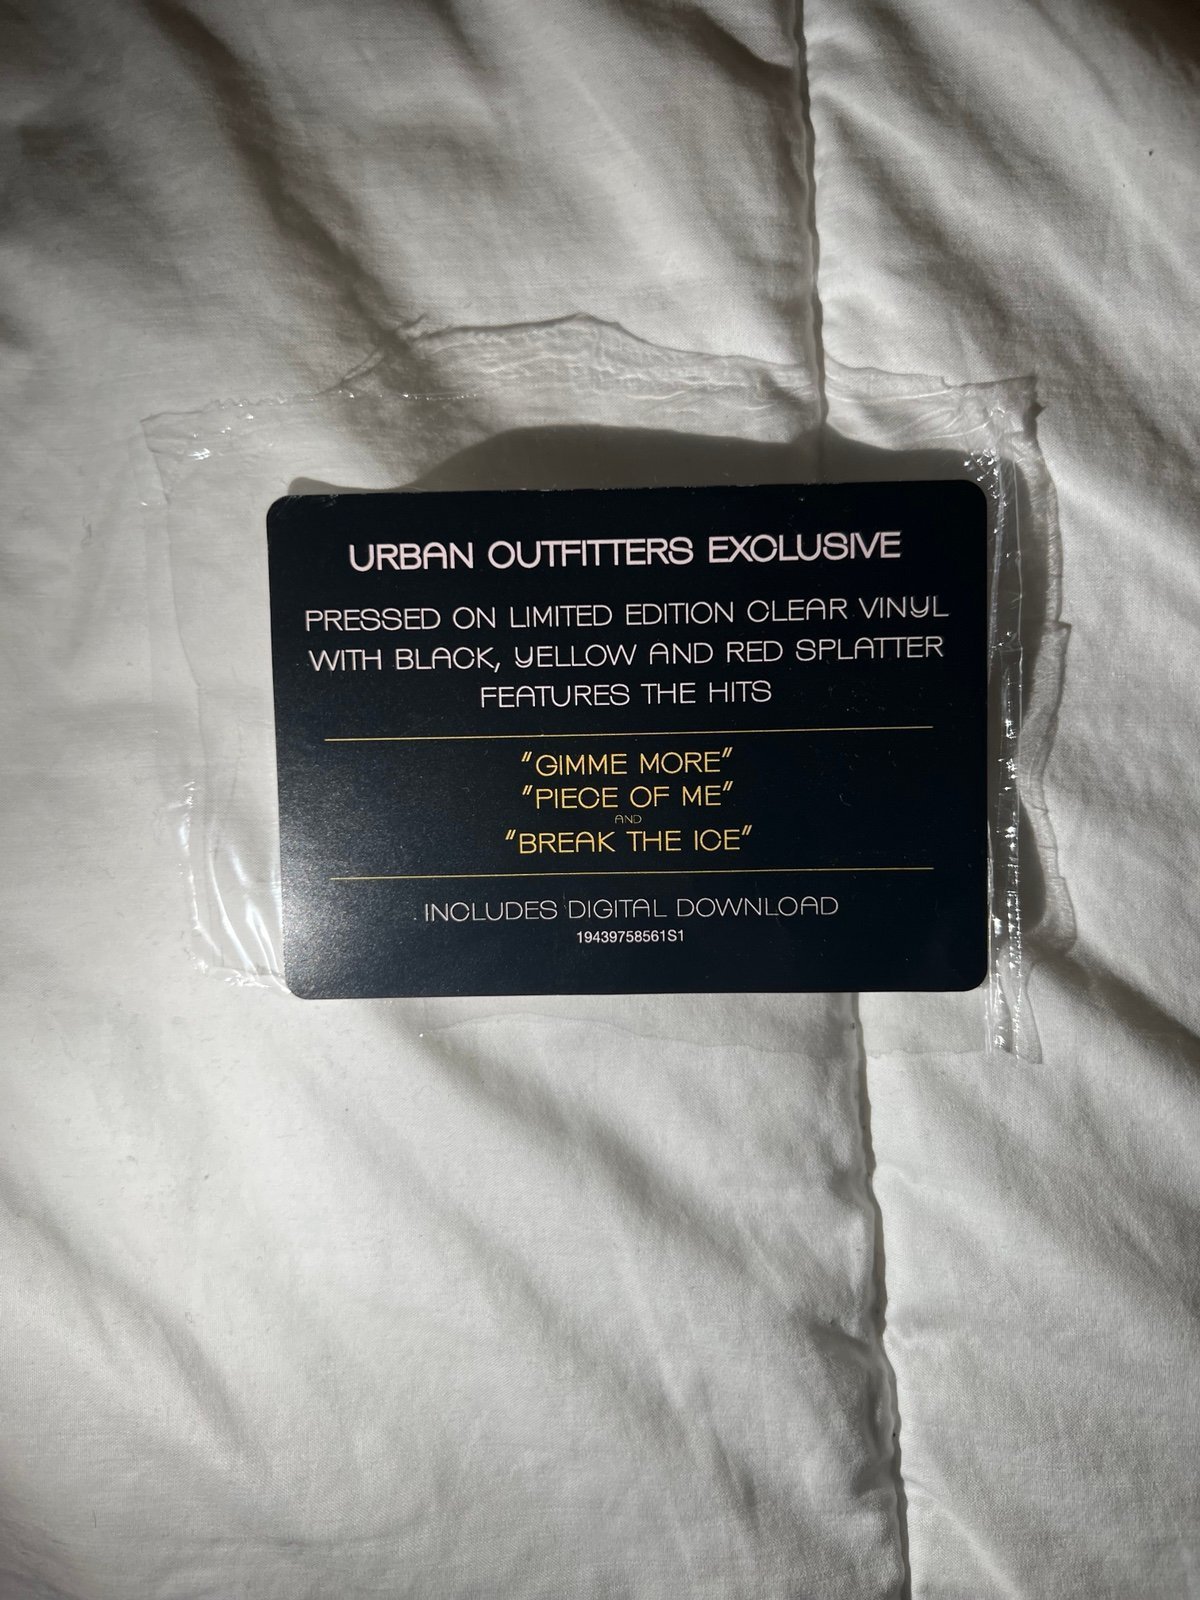 URBAN OUTFITTERS EXCLUSIVE
PRESSED ON LIMITED EDITION CLEAR VINYL
WITH BLACK, YELLOW AND RED SPLATTER
FEATURES THE HITS
"GIMME MORE"
"PIECE OF ME"
AND
"BREAK THE ICE"
INCLUDES DIGITAL DOWNLOAD
19439758561S1